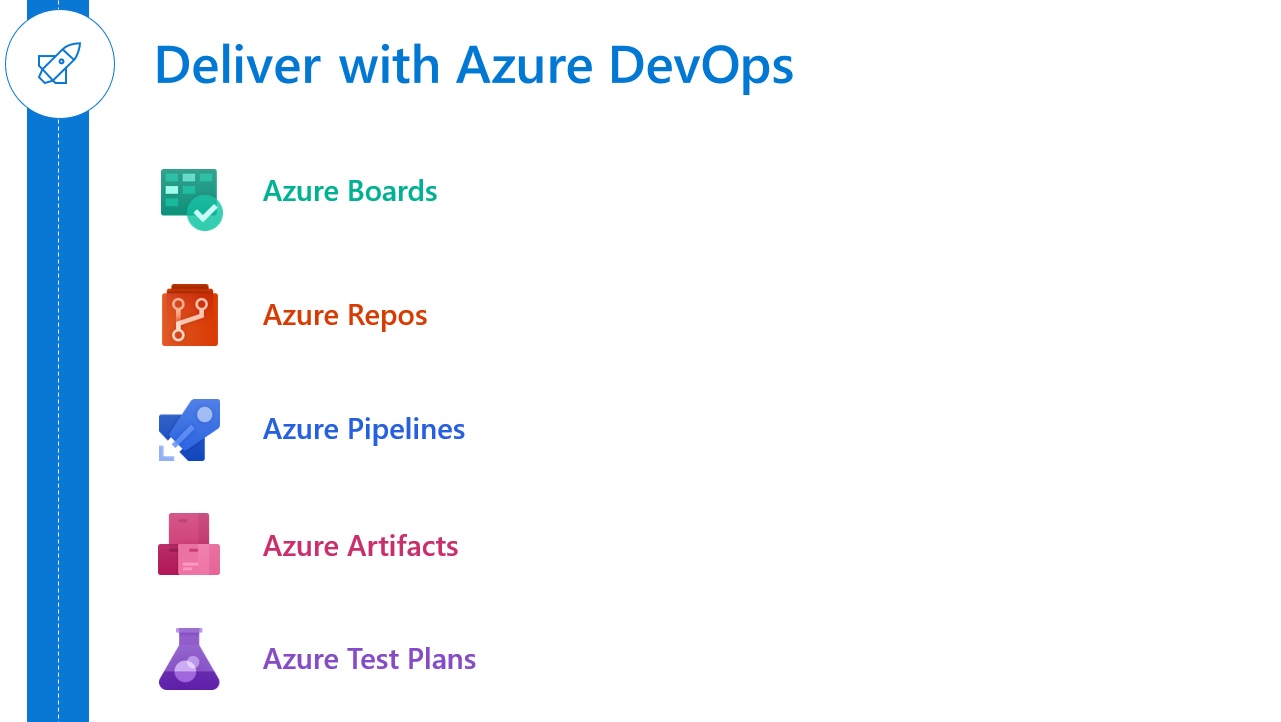 Deliver with Azure DevOps
Azure Boards
Azure Repos
Azure Pipelines
Azure Artifacts
Azure Test Plans